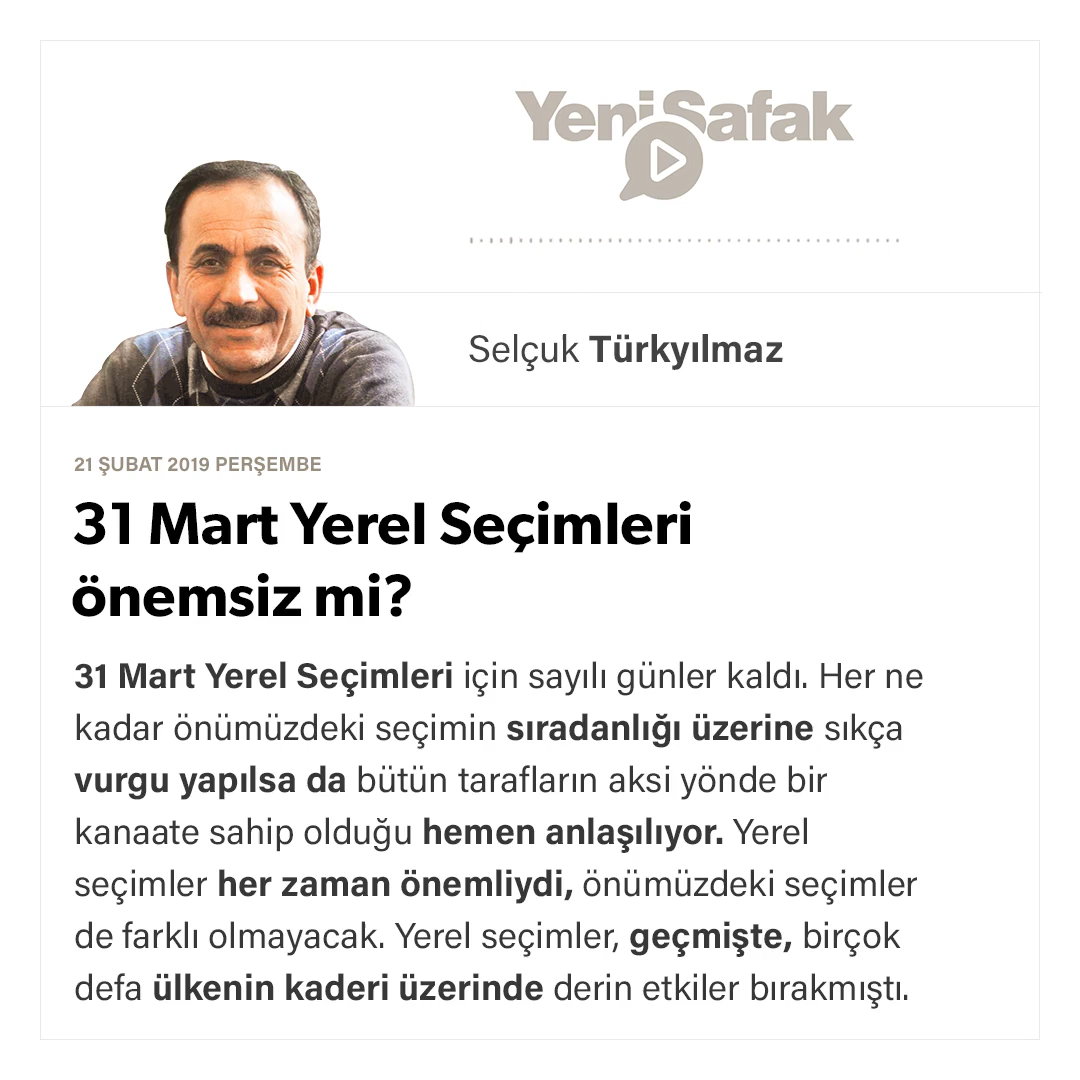 Yeni Şafak
Selçuk Türkyılmaz
21 ŞUBAT 2019 PERŞEMBE
31 Mart Yerel Seçimleri
önemsiz mi?
31 Mart Yerel Seçimleri için sayılı günler kaldı. Her ne
kadar önümüzdeki seçimin sıradanlığı üzerine sıkça
vurgu yapılsa da bütün tarafların aksi yönde bir
kanaate sahip olduğu hemen anlaşılıyor. Yerel
seçimler her zaman önemliydi, önümüzdeki seçimler
de farklı olmayacak. Yerel seçimler, geçmişte, birçok
defa ülkenin kaderi üzerinde derin etkiler bırakmıştı.